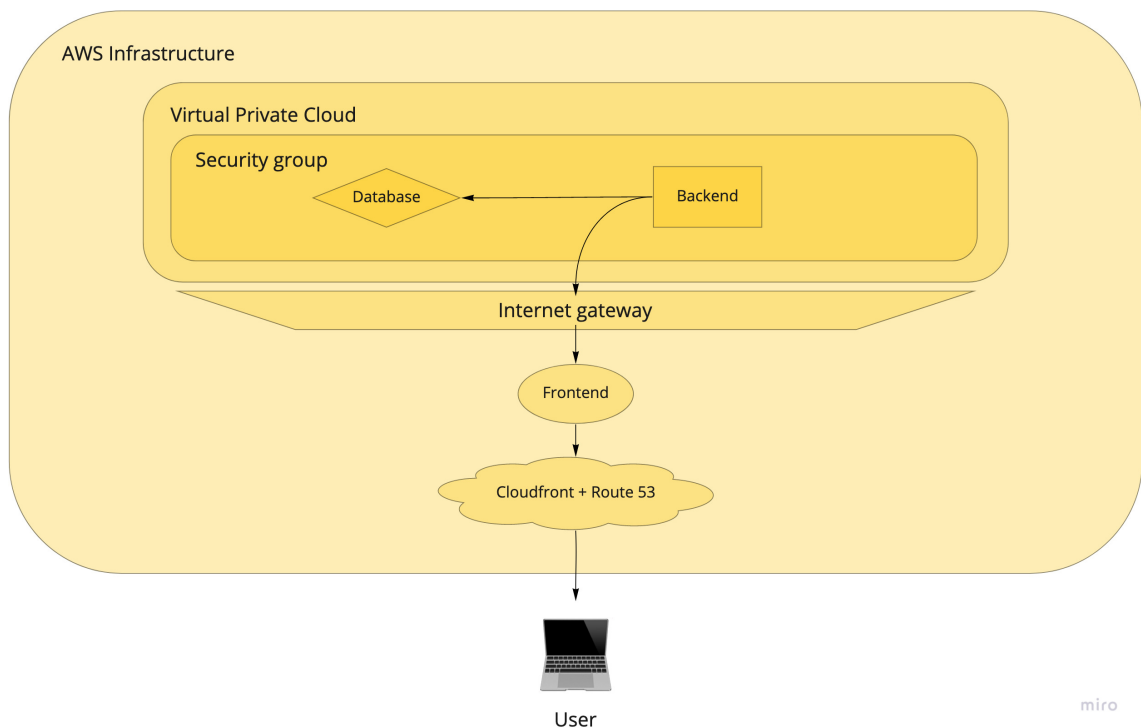 AWS Infrastructure
Virtual Private Cloud
Security group
Database
Backend
Internet gateway
Frontend
Cloudfront + Route 53
User
miro